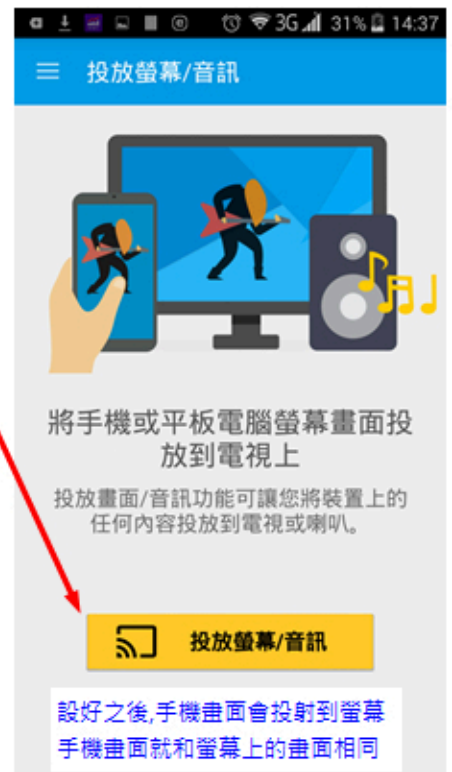 3G 31% 14:37
投放螢幕/音訊
將手機或平板電腦螢幕畫面投
放到電視上
投放畫面/音訊功能可讓您將裝置上的
任何內容投放到電視或喇叭。
投放螢幕/音訊
設好之後,手機畫面會投射到螢幕
手機畫面就和螢幕上的畫面相同